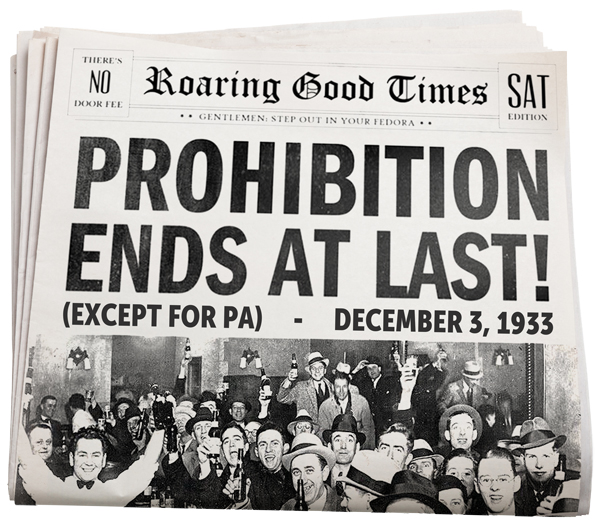 THERE'S
NO
DOOR FEE
Roaring Good Times
SAT
EDITION
•• GENTLEMEN: STEP OUT IN YOUR FEDORA ••
PROHIBITION
ENDS AT LAST!
(EXCEPT FOR PA) - DECEMBER 3, 1933